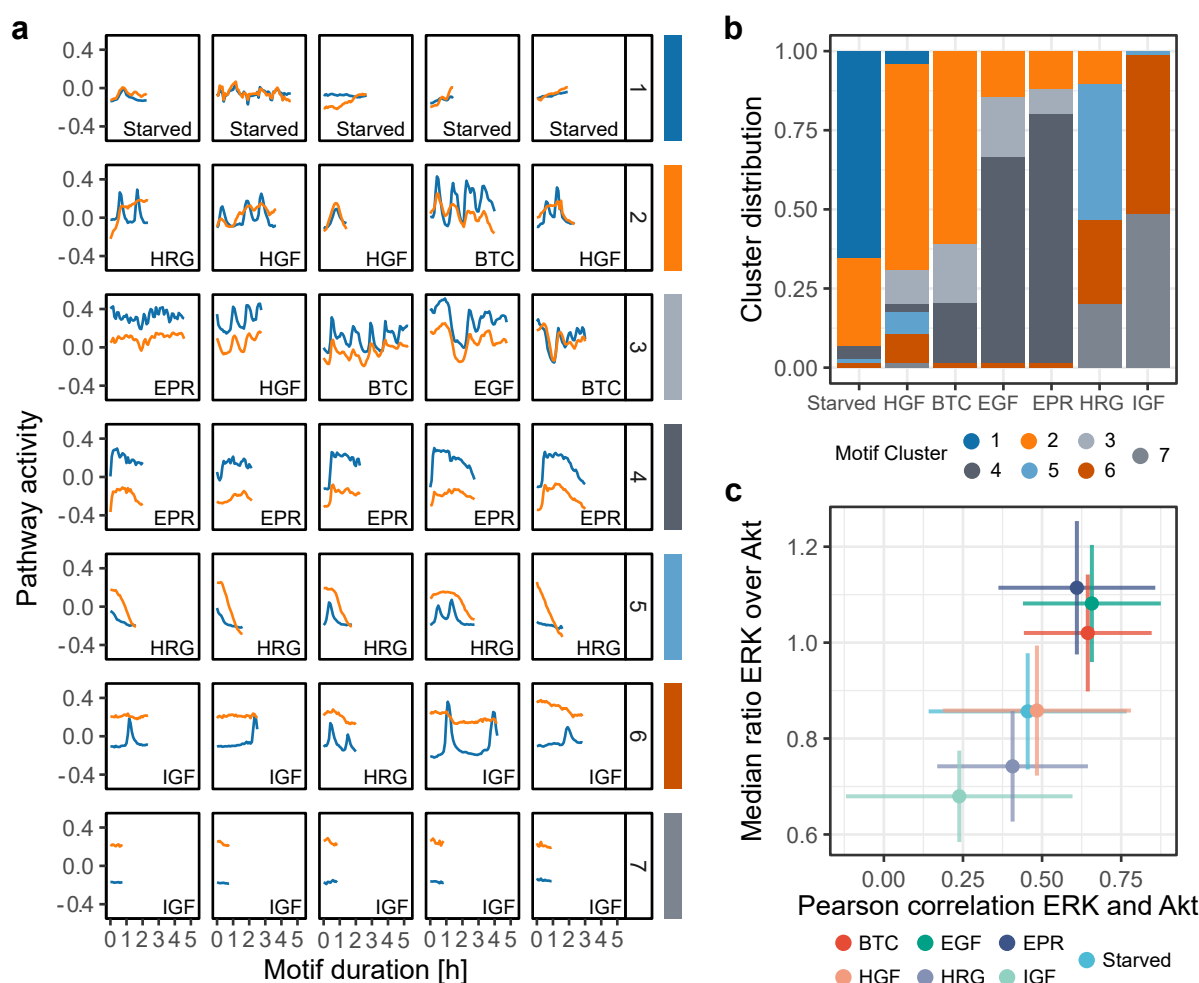 a
0.4
0.0
-0.4
Starved
Starved
Starved
Starved
Starved
1
0.4
0.0
-0.4
HRG
HGF
HGF
BTC
HGF
2
0.4
0.0
-0.4
EPR
HGF
BTC
EGF
BTC
3
0.4
0.0
-0.4
EPR
EPR
EPR
EPR
EPR
4
0.4
0.0
-0.4
HRG
HRG
HRG
HRG
HRG
5
0.4
0.0
-0.4
IGF
IGF
HRG
IGF
IGF
6
0.4
0.0
-0.4
IGF
IGF
IGF
IGF
IGF
7
0 1 2 3 4 5
0 1 2 3 4 5
0 1 2 3 4 5
0 1 2 3 4 5
0 1 2 3 4 5
Pathway activity
Motif duration [h]
b
Cluster distribution
1.00
0.75
0.50
0.25
0.00
Starved HGF BTC EGF EPR HRG IGF
Motif Cluster
1 2 3 7
4 5 6
c
Median ratio ERK over Akt
1.2
1.0
0.8
0.6
0.00 0.25 0.50 0.75
Pearson correlation ERK and Akt
BTC EGF EPR Starved
HGF HRG IGF